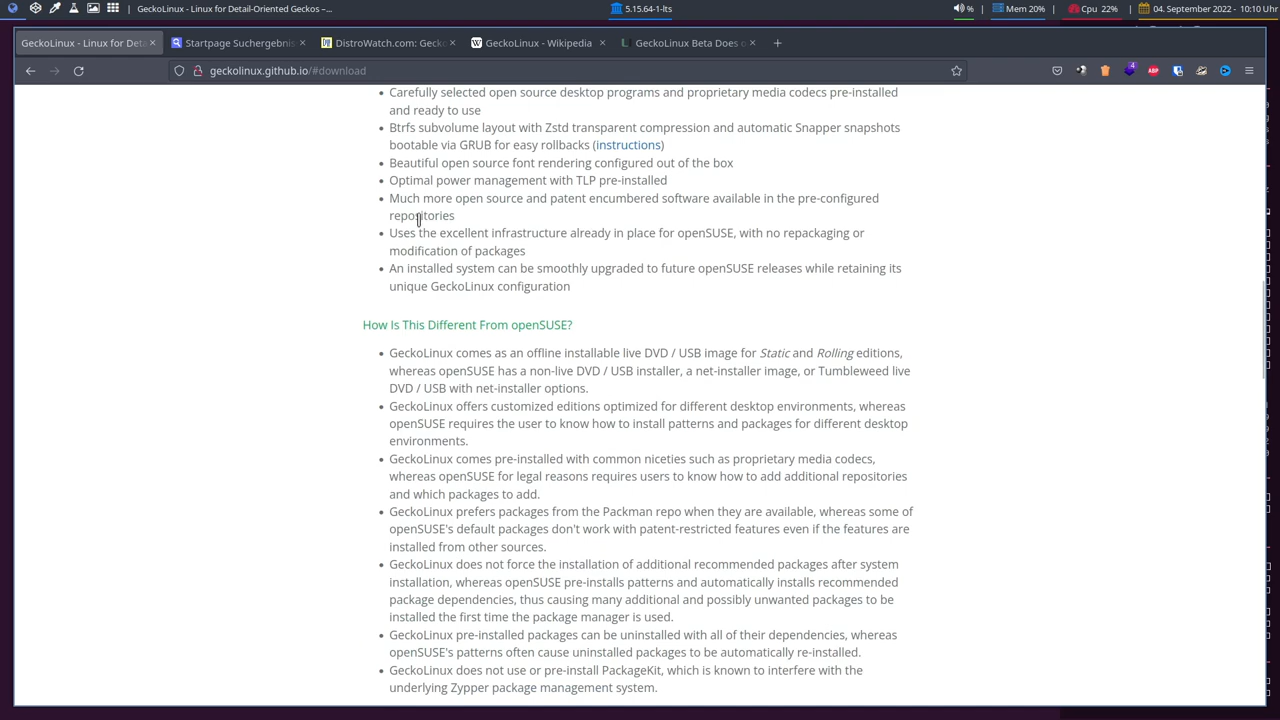 GeckoLinux - Linux for Detail-Oriented Geckos –...
5.15.64-1-lts
%
Mem 20%
Cpu 22%
04. September 2022 - 10:10 Uhr
GeckoLinux - Linux for Deta
Startpage Suchergebnis
DistroWatch.com: Gec
GeckoLinux - Wikipedia
GeckoLinux Beta Does o
geckolinux.github.io/#download
4
ABP
Carefully selected open source desktop programs and proprietary media codecs pre-installed
and ready to use
Btrfs subvolume layout with Zstd transparent compression and automatic Snapper snapshots
bootable via GRUB for easy rollbacks (instructions)
Beautiful open source font rendering configured out of the box
Optimal power management with TLP pre-installed
Much more open source and patent encumbered software available in the pre-configured
repositories
Uses the excellent infrastructure already in place for openSUSE, with no repackaging or
modification of packages
An installed system can be smoothly upgraded to future openSUSE releases while retaining its
unique GeckoLinux configuration
How Is This Different From openSUSE?
GeckoLinux comes as an offline installable live DVD / USB image for Static and Rolling editions,
whereas openSUSE has a non-live DVD / USB installer, a net-installer image, or Tumbleweed live
DVD / USB with net-installer options.
GeckoLinux offers customized editions optimized for different desktop environments, whereas
openSUSE requires the user to know how to install patterns and packages for different desktop
environments.
GeckoLinux comes pre-installed with common niceties such as proprietary media codecs,
whereas openSUSE for legal reasons requires users to know how to add additional repositories
and which packages to add.
GeckoLinux prefers packages from the Packman repo when they are available, whereas some of
openSUSE's default packages don't work with patent-restricted features even if the features are
installed from other sources.
GeckoLinux does not force the installation of additional recommended packages after system
installation, whereas openSUSE pre-installs patterns and automatically installs recommended
package dependencies, thus causing many additional and possibly unwanted packages to be
installed the first time the package manager is used.
GeckoLinux pre-installed packages can be uninstalled with all of their dependencies, whereas
openSUSE's patterns often cause uninstalled packages to be automatically re-installed.
GeckoLinux does not use or pre-install PackageKit, which is known to interfere with the
underlying Zypper package management system.